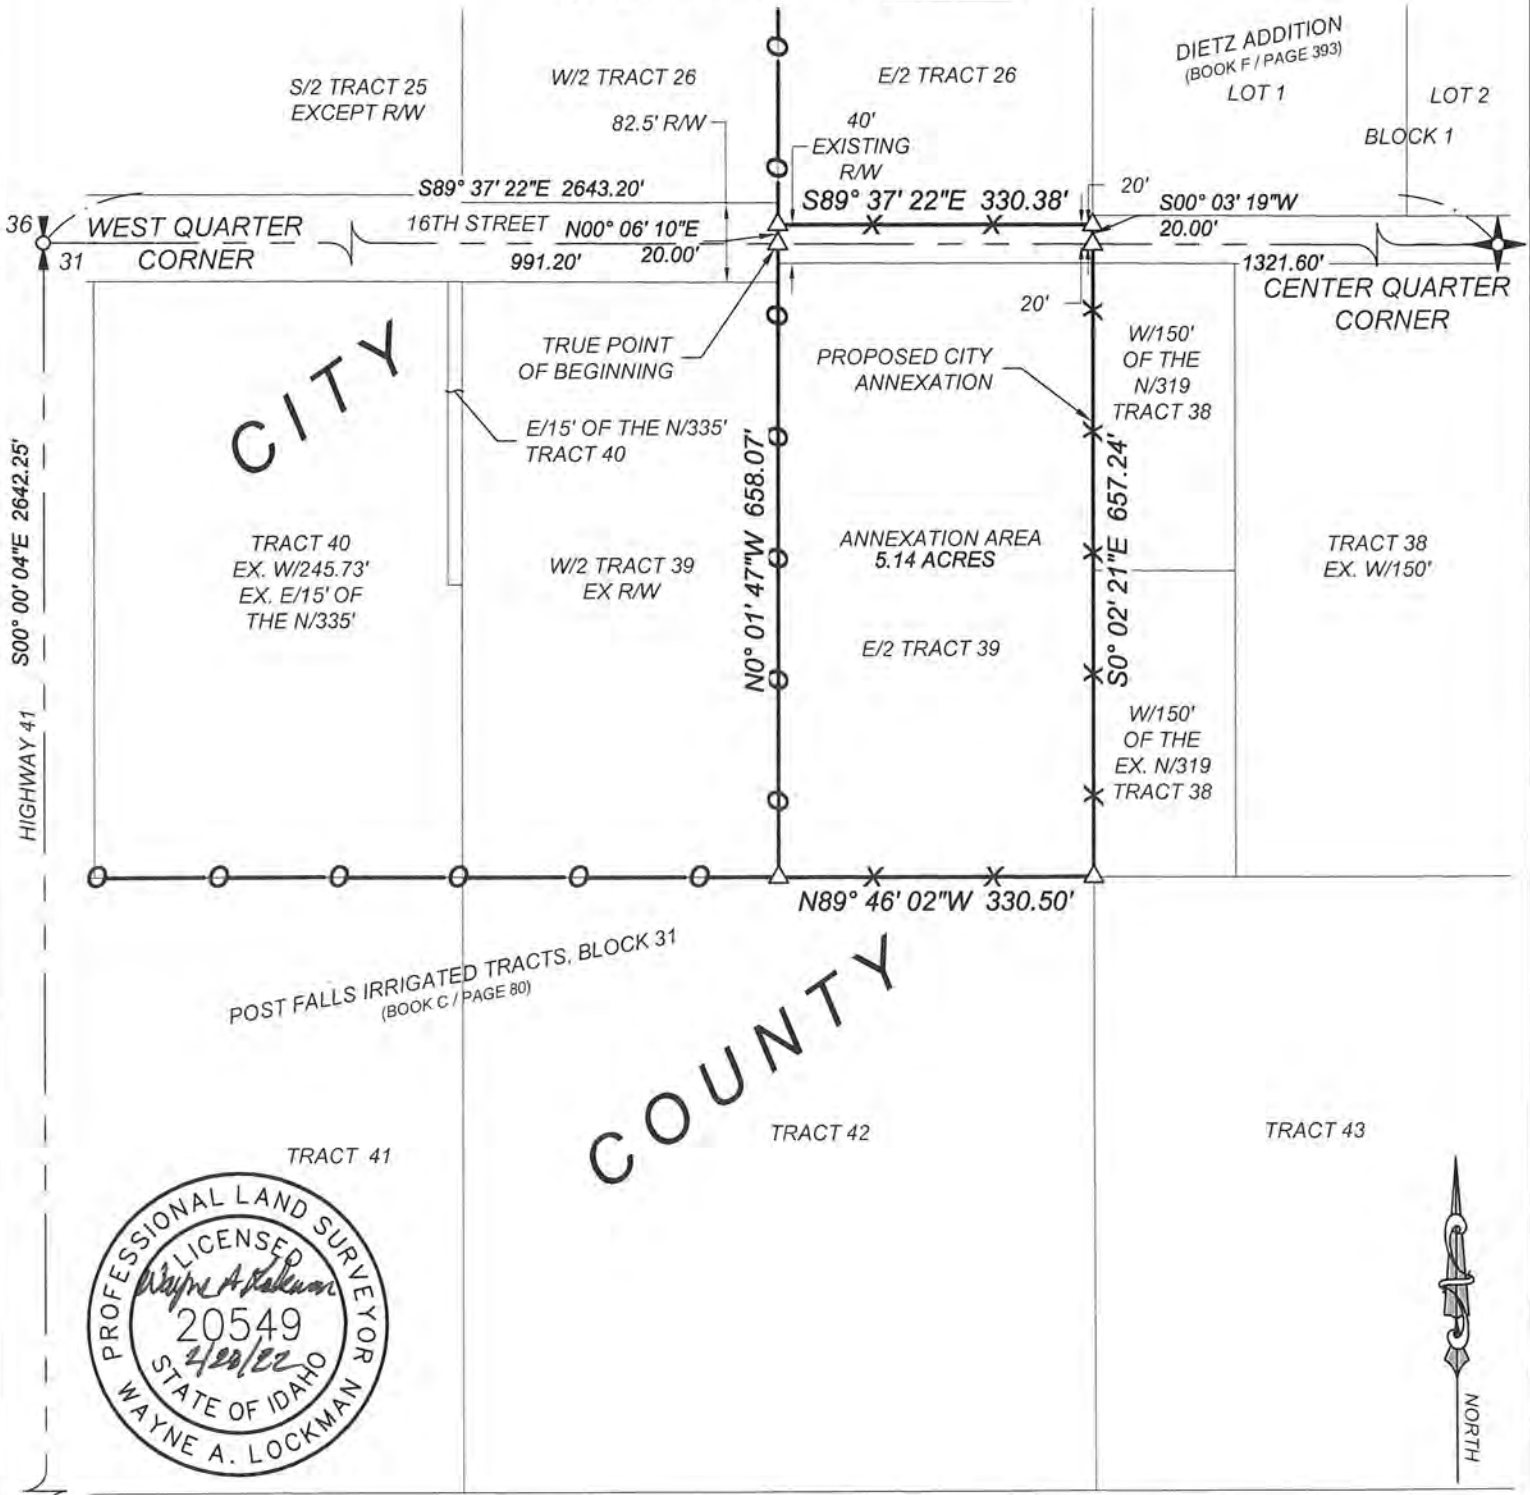 DIETZ ADDITION
(BOOK F / PAGE 393)
LOT 1
LOT 2
BLOCK 1
S/2 TRACT 25
EXCEPT R/W
W/2 TRACT 26
E/2 TRACT 26
82.5' R/W
40'
EXISTING
R/W
S89° 37' 22"E 2643.20'
S89° 37' 22"E 330.38'
20'
S00° 03' 19"W
20.00'
36
31
WEST QUARTER
CORNER
16TH STREET
N00° 06' 10"E
20.00'
991.20'
1321.60'
CENTER QUARTER
CORNER
20'
CITY
TRUE POINT
OF BEGINNING
PROPOSED CITY
ANNEXATION
W/150'
OF THE
N/319
TRACT 38
E/15' OF THE N/335'
TRACT 40
S00° 00' 04"E 2642.25'
HIGHWAY 41
N0° 01' 47"W 658.07'
S0° 02' 21"E 657.24'
TRACT 40
EX. W/245.73'
EX. E/15' OF
THE N/335'
W/2 TRACT 39
EX R/W
ANNEXATION AREA
5.14 ACRES
E/2 TRACT 39
TRACT 38
EX. W/150'
W/150'
OF THE
EX. N/319
TRACT 38
N89° 46' 02"W 330.50'
POST FALLS IRRIGATED TRACTS, BLOCK 31
(BOOK C / PAGE 80)
COUNTY
TRACT 41
TRACT 42
TRACT 43
PROFESSIONAL LAND SURVEYOR
LICENSED
Wayne A Lockman
20549
STATE OF IDAHO
WAYNE A. LOCKMAN
NORTH